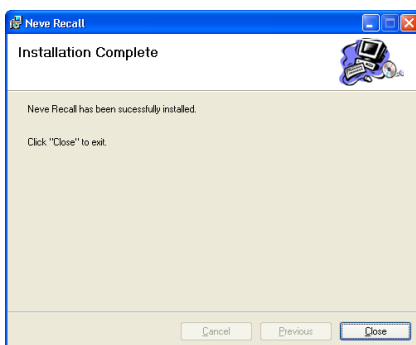 Neve Recall
Installation Complete
Neve Recall has been sucessfully installed.
Click "Close" to exit.
Cancel Previous Close